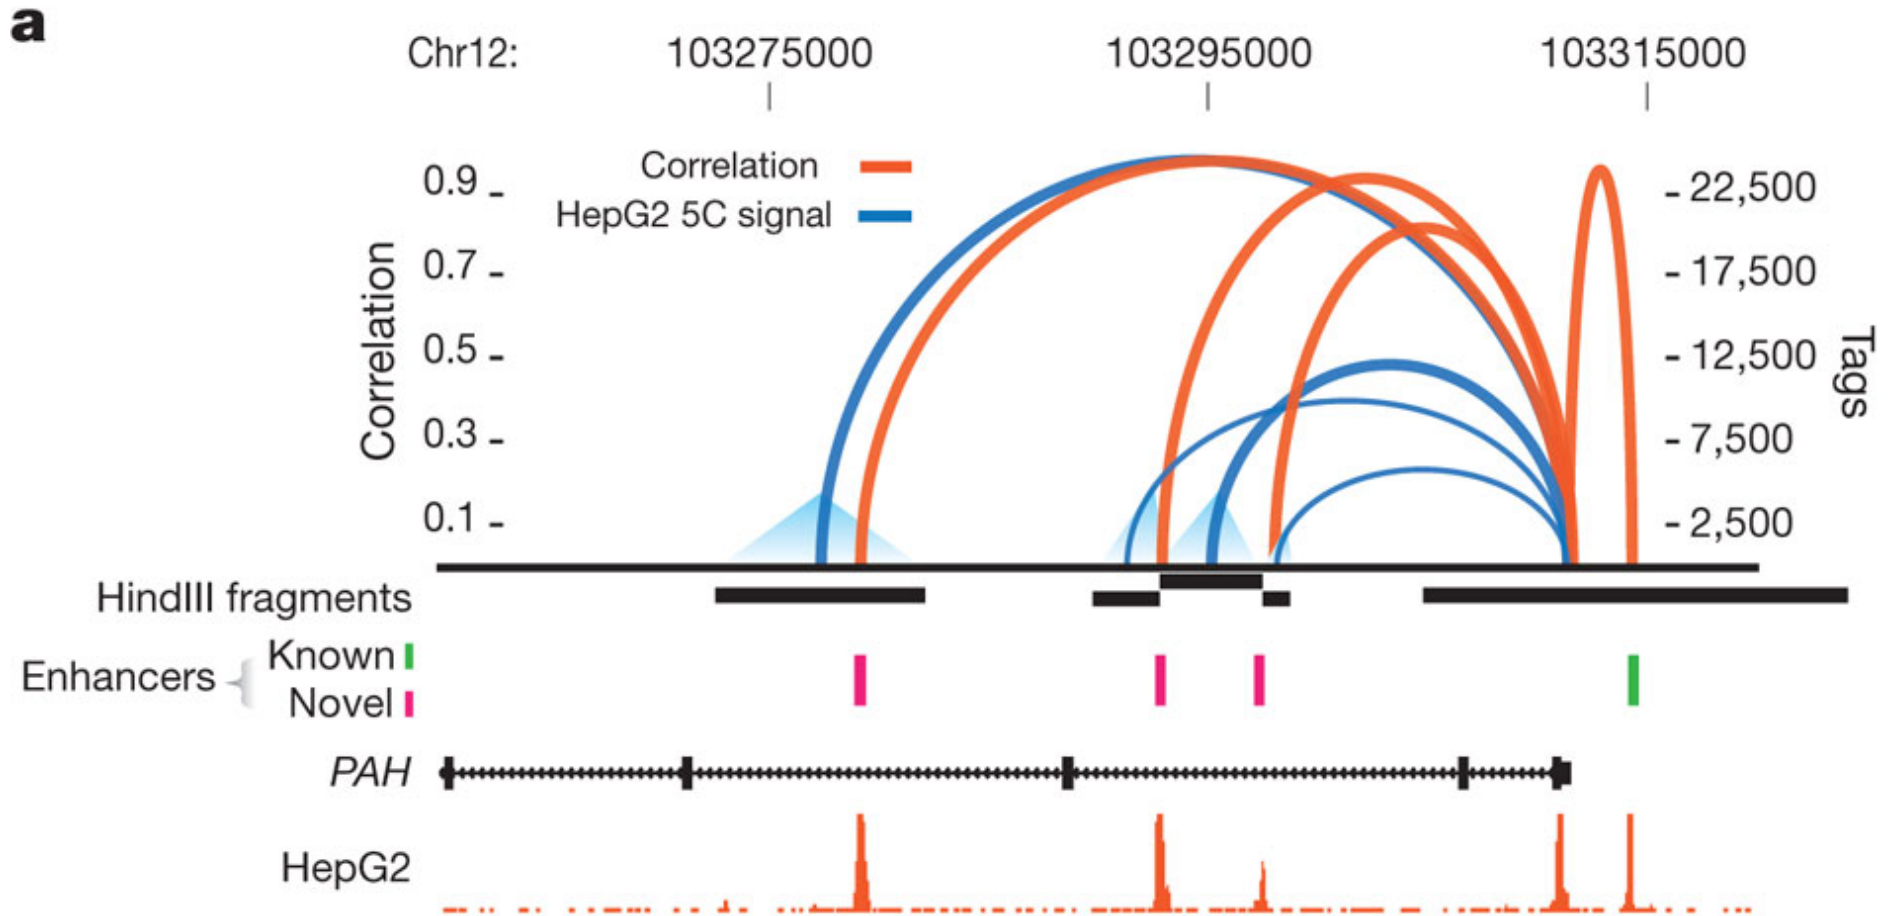 a
Chr12: 103275000 103295000 103315000
Correlation
HepG2 5C signal
Correlation
0.9
0.7
0.5
0.3
0.1
22,500
17,500
12,500
7,500
2,500
Tags
HindIII fragments
Enhancers
Known
Novel
PAH
HepG2